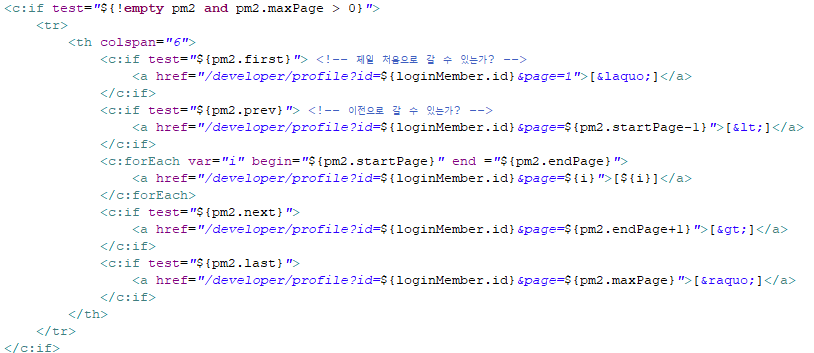 <c:if test="${!empty pm2 and pm2.maxPage > 0}">
    <tr>
        <th colspan="6">
            <c:if test="${pm2.first}"> <!-- 제일 처음으로 갈 수 있는가? -->
                <a href="/developer/profile?id=${loginMember.id}&page=1">[&laquo;]</a>
            </c:if>
            <c:if test="${pm2.prev}"> <!-- 이전으로 갈 수 있는가? -->
                <a href="/developer/profile?id=${loginMember.id}&page=${pm2.startPage-1}">[&lt;]</a>
            </c:if>
            <c:forEach var="i" begin="${pm2.startPage}" end ="${pm2.endPage}">
                <a href="/developer/profile?id=${loginMember.id}&page=${i}">[${i}]</a>
            </c:forEach>
            <c:if test="${pm2.next}">
                <a href="/developer/profile?id=${loginMember.id}&page=${pm2.endPage+1}">[&gt;]</a>
            </c:if>
            <c:if test="${pm2.last}">
                <a href="/developer/profile?id=${loginMember.id}&page=${pm2.maxPage}">[&raquo;]</a>
            </c:if>
        </th>
    </tr>
</c:if>